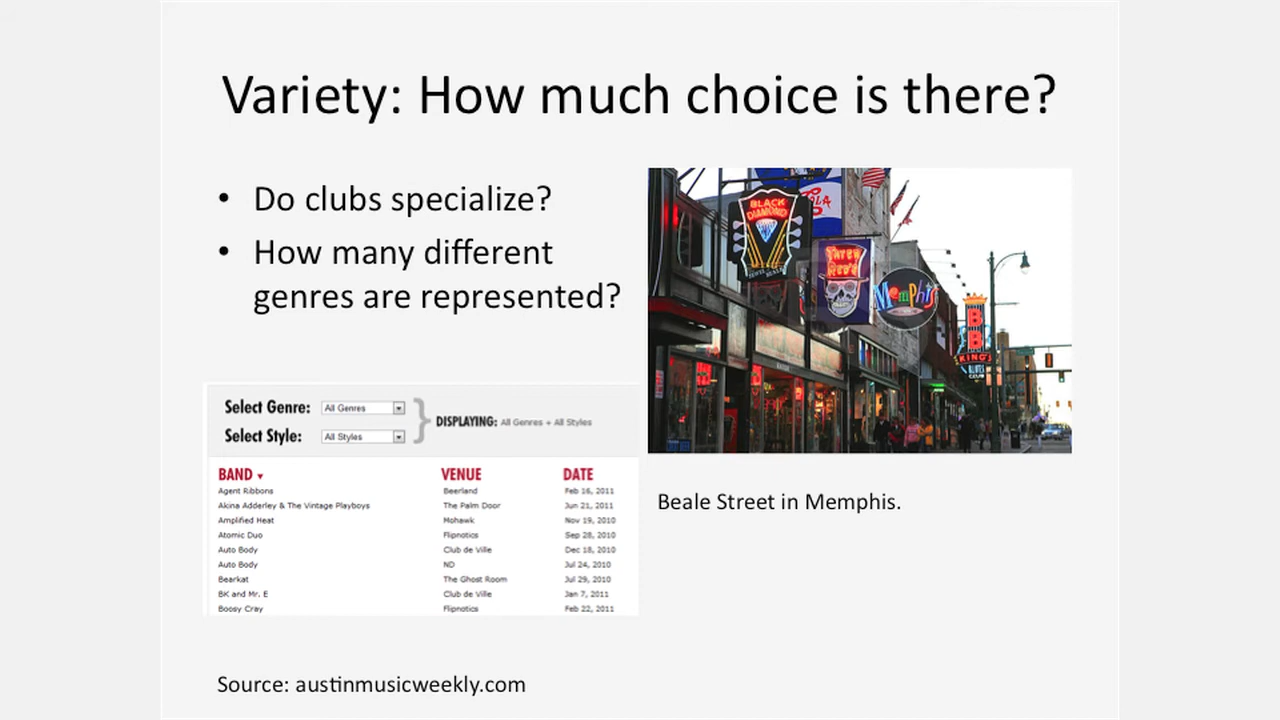 Variety: How much choice is there?
• Do clubs specialize?
• How many different
genres are represented?
BLACK
DIAMOND
THREE
RED'S
Memphis
BB
KING'S
BLUES
CLUB
Select Genre: All Genres
Select Style: All Styles
DISPLAYING: All Genres + All Styles
BAND VENUE DATE
Agent Ribbons Beerland Feb 16, 2011
Akina Adderley & The Vintage Playboys The Palm Door Jun 21, 2011
Amplified Heat Mohawk Nov 19, 2010
Atomic Duo Flipnotics Sep 28, 2010
Auto Body Club de Ville Dec 18, 2010
Auto Body ND Jul 24, 2010
Bearkat The Ghost Room Jul 29, 2010
BK and Mr. E Club de Ville Jan 7, 2011
Boosy Cray Flipnotics Feb 22, 2011
Beale Street in Memphis.
Source: austinmusicweekly.com